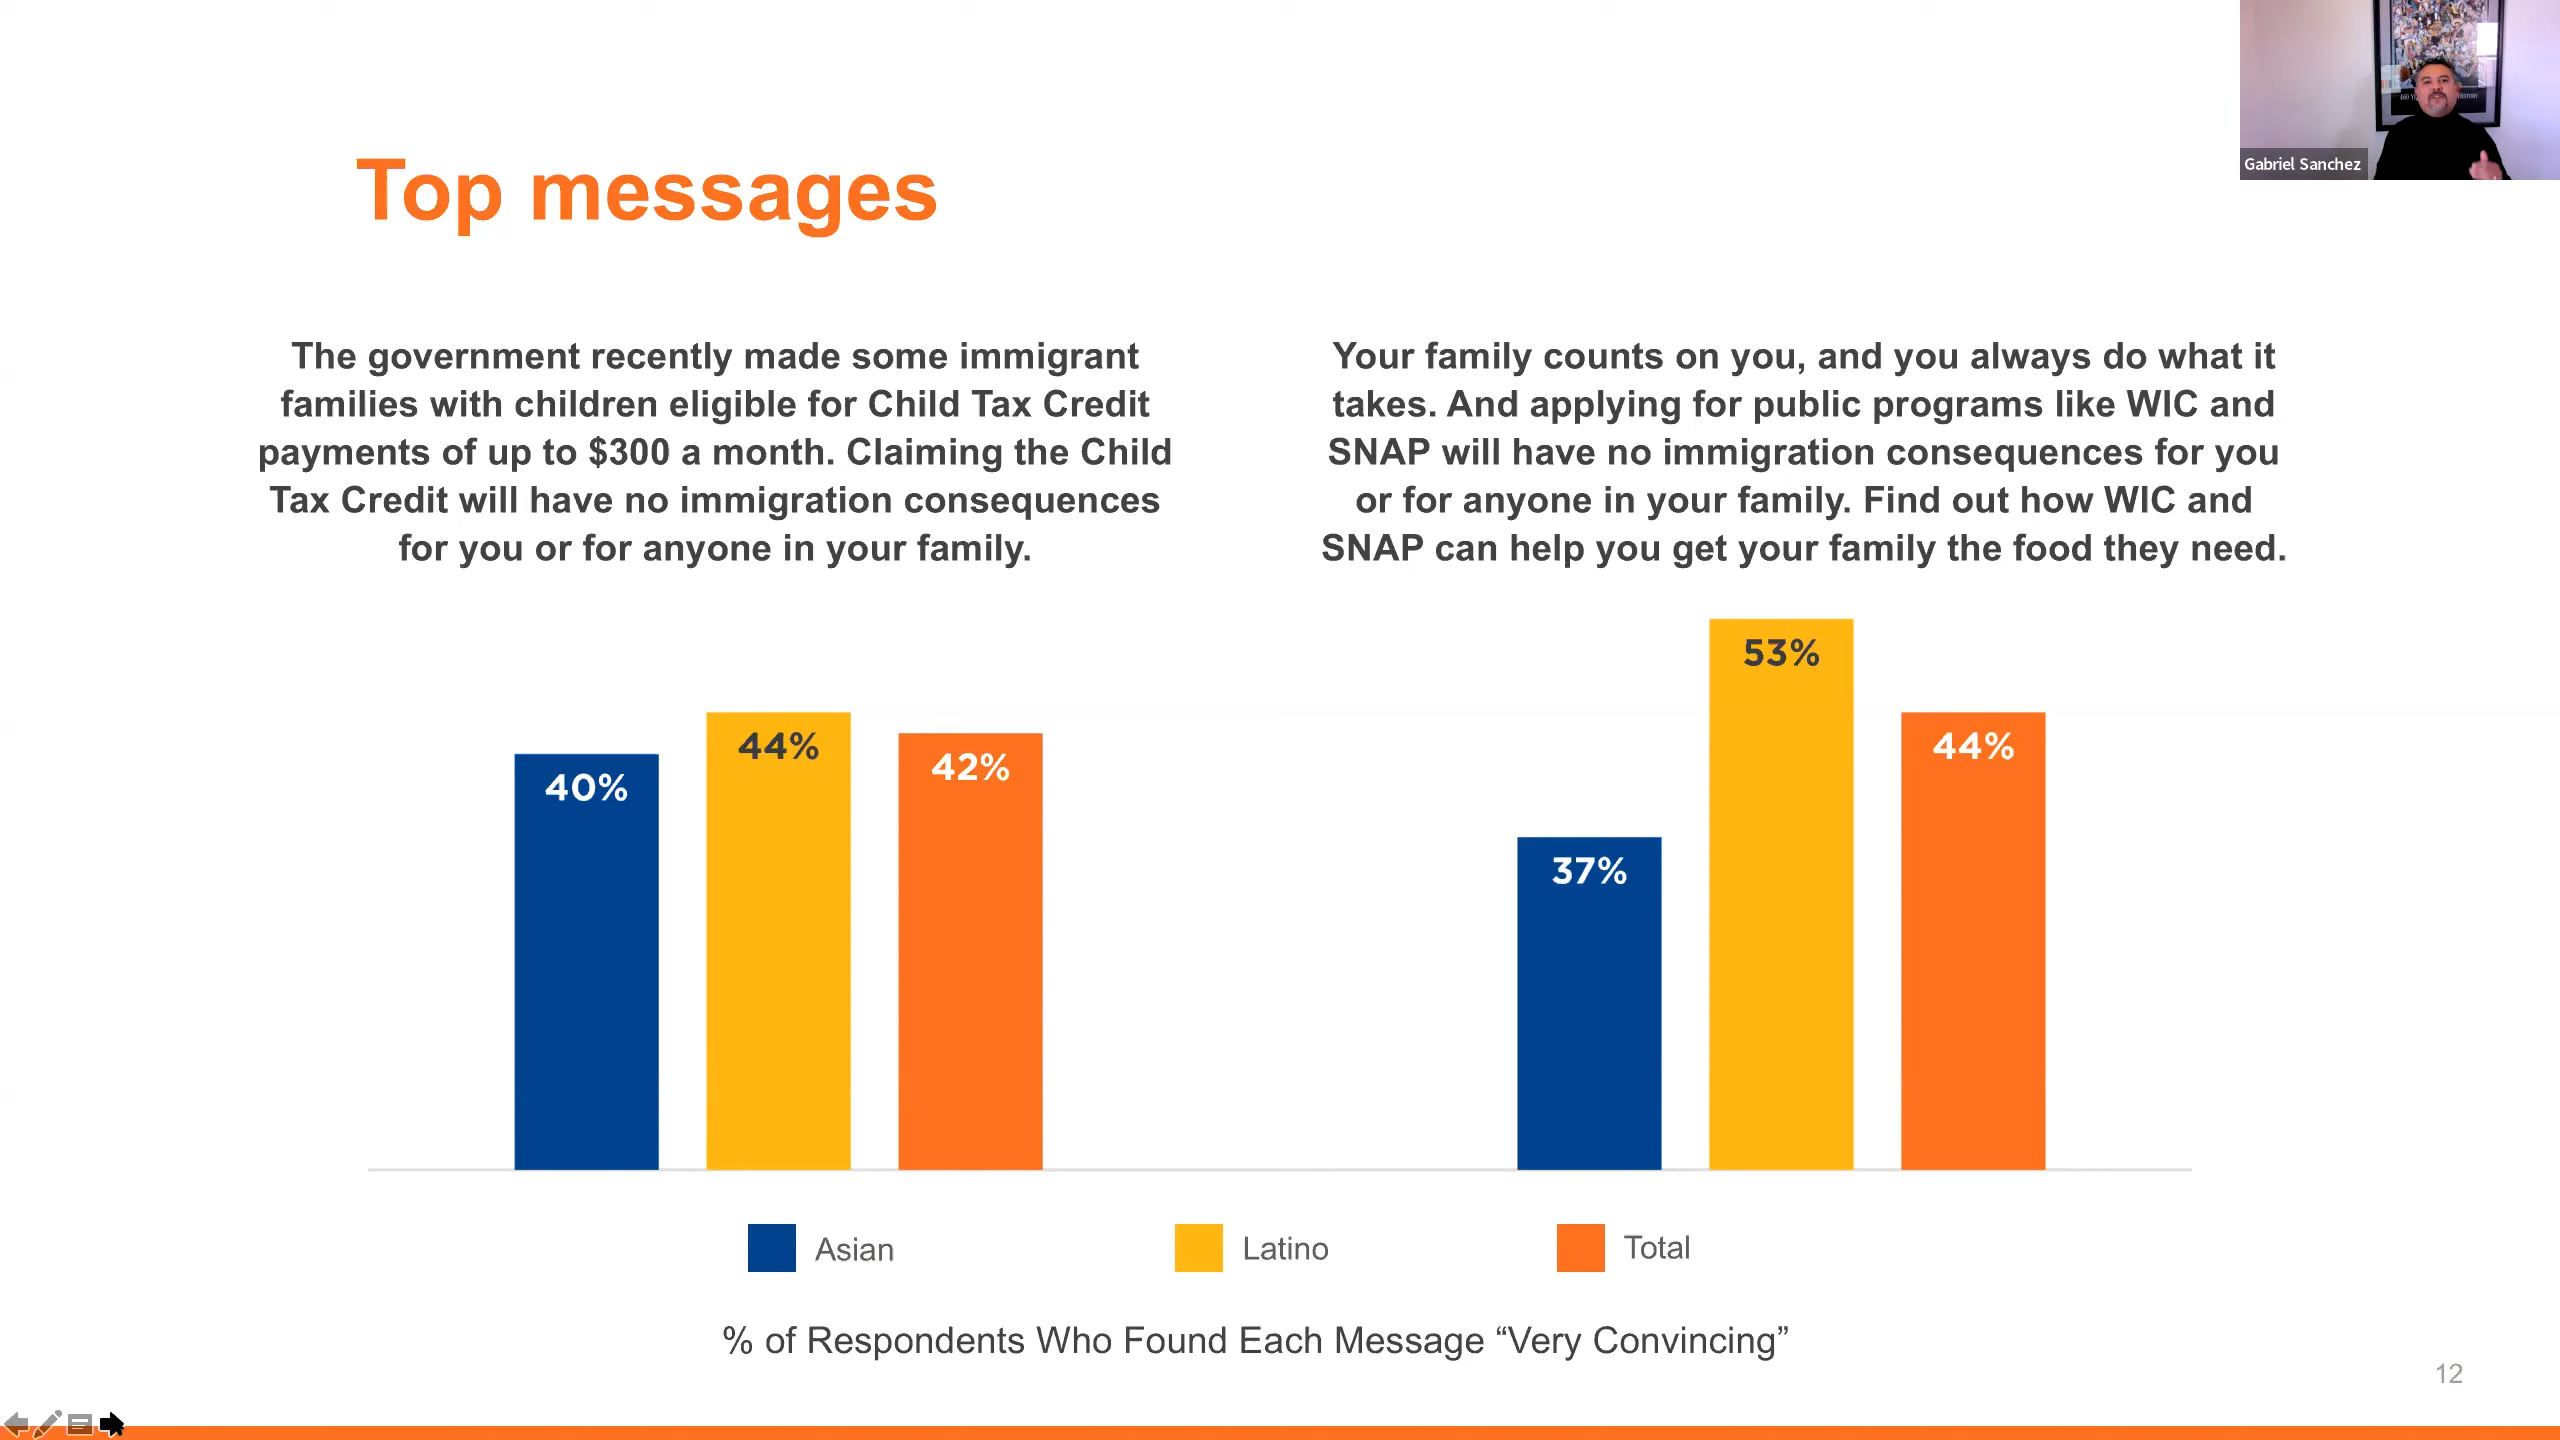 Top messages
Gabriel Sanchez
The government recently made some immigrant
families with children eligible for Child Tax Credit
payments of up to $300 a month. Claiming the Child
Tax Credit will have no immigration consequences
for you or for anyone in your family.
Your family counts on you, and you always do what it
takes. And applying for public programs like WIC and
SNAP will have no immigration consequences for you
or for anyone in your family. Find out how WIC and
SNAP can help you get your family the food they need.
40%
44%
42%
37%
53%
44%
Asian
Latino
Total
% of Respondents Who Found Each Message “Very Convincing”
12